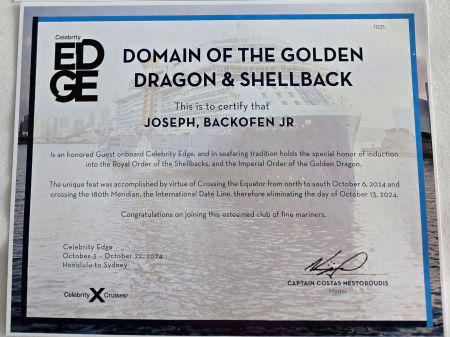 11231
Celebrity
EDGE
DOMAIN OF THE GOLDEN
DRAGON & SHELLBACK
This is to certify that
JOSEPH, BACKOFEN JR
Is an honored Guest onboard Celebrity Edge, and in seafaring tradition holds the special honor of induction
into the Royal Order of the Shellbacks, and the Imperial Order of the Golden Dragon.
The unique feat was accomplished by virtue of Crossing the Equator from north to south October 6, 2024 and
crossing the 180th Meridian, the International Date Line, therefore eliminating the day of October 13, 2024.
Congratulations on joining this esteemed club of fine mariners.
Celebrity Edge
October 3 - October 22, 2024
Honolulu to Sydney
Celebrity X Cruises®
CAPTAIN COSTAS NESTOROUDIS
Master